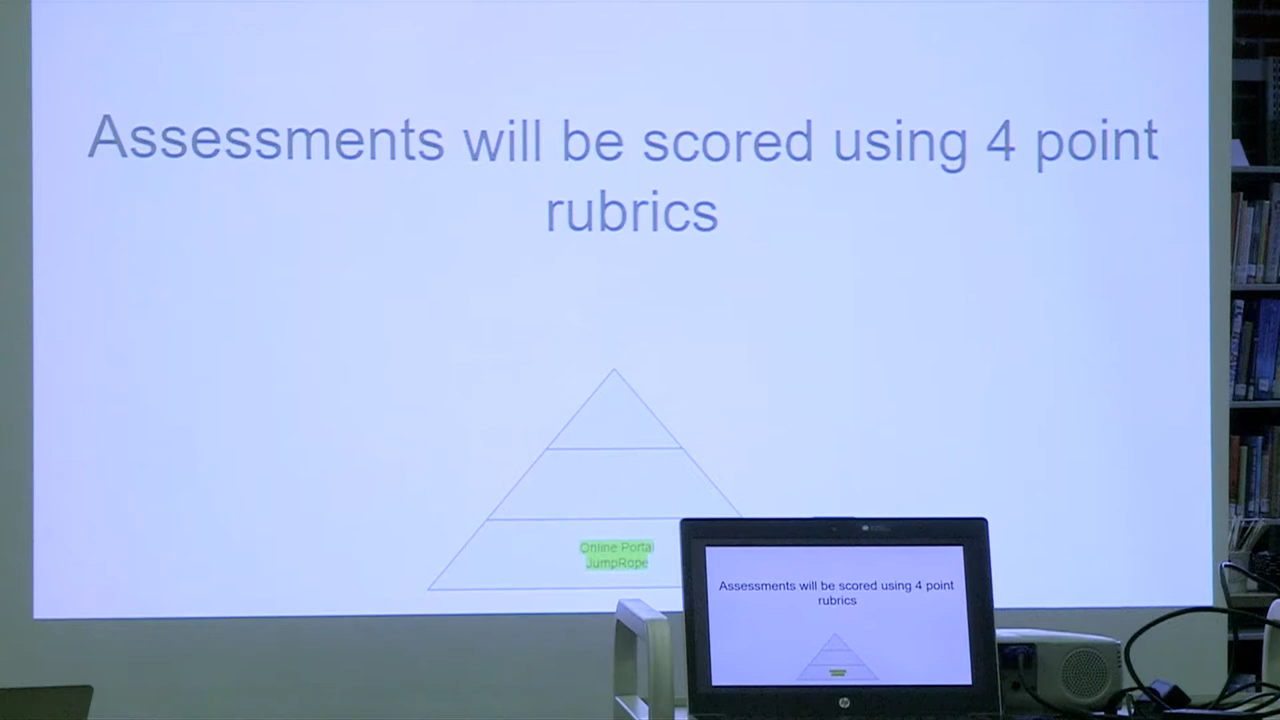 Assessments will be scored using 4 point
rubrics
Online Portal
JumpRope
Assessments will be scored using 4 point
rubrics
hp